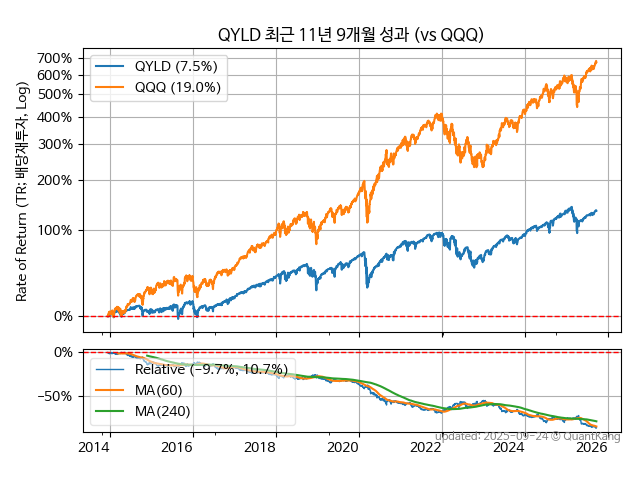 QYLD 최근 11년 9개월 성과 (vs QQQ)
Rate of Return (TR; 배당재투자, Log)
700%
600%
500%
400%
300%
200%
100%
0%
QYLD (7.5%)
QQQ (19.0%)
0%
−50%
Relative (−9.7%, 10.7%)
MA(60)
MA(240)
updated: 2025-09-24 © QuantKang
2014 2016 2018 2020 2022 2024 2026